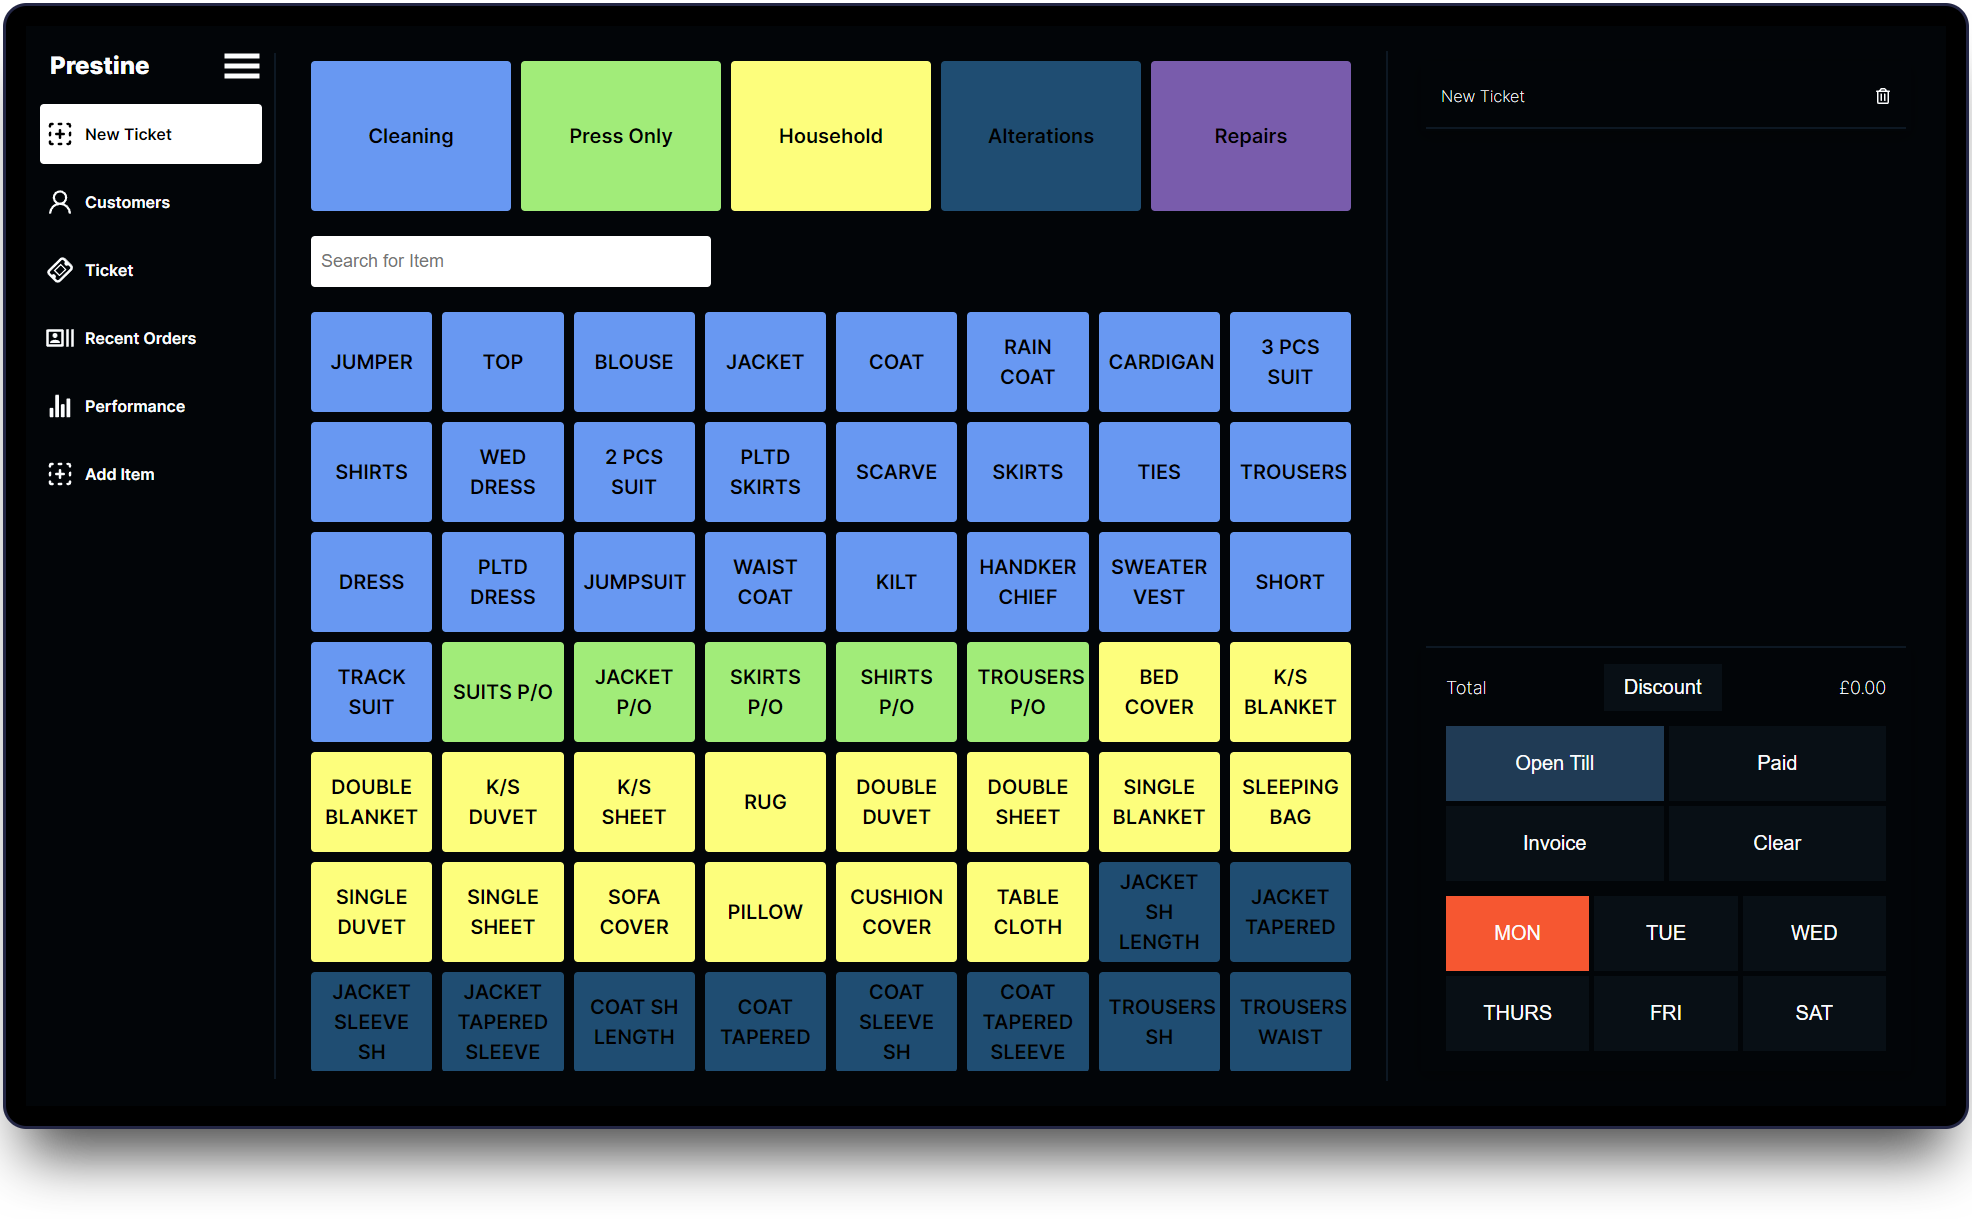 Prestine
New Ticket
Customers
Ticket
Recent Orders
Performance
Add Item
Cleaning
Press Only
Household
Alterations
Repairs
Search for Item
JUMPER
TOP
BLOUSE
JACKET
COAT
RAIN
COAT
CARDIGAN
3 PCS
SUIT
SHIRTS
WED
DRESS
2 PCS
SUIT
PLTD
SKIRTS
SCARVE
SKIRTS
TIES
TROUSERS
DRESS
PLTD
DRESS
JUMPSUIT
WAIST
COAT
KILT
HANDKER
CHIEF
SWEATER
VEST
SHORT
TRACK
SUIT
SUITS P/O
JACKET
P/O
SKIRTS
P/O
SHIRTS
P/O
TROUSERS
P/O
BED
COVER
K/S
BLANKET
DOUBLE
BLANKET
K/S
DUVET
K/S
SHEET
RUG
DOUBLE
DUVET
DOUBLE
SHEET
SINGLE
BLANKET
SLEEPING
BAG
SINGLE
DUVET
SINGLE
SHEET
SOFA
COVER
PILLOW
CUSHION
COVER
TABLE
CLOTH
JACKET
SH
LENGTH
JACKET
TAPERED
JACKET
SLEEVE
SH
JACKET
TAPERED
SLEEVE
COAT SH
LENGTH
COAT
TAPERED
COAT
SLEEVE
SH
COAT
TAPERED
SLEEVE
TROUSERS
SH
TROUSERS
WAIST
New Ticket
Total
Discount
£0.00
Open Till
Paid
Invoice
Clear
MON
TUE
WED
THURS
FRI
SAT